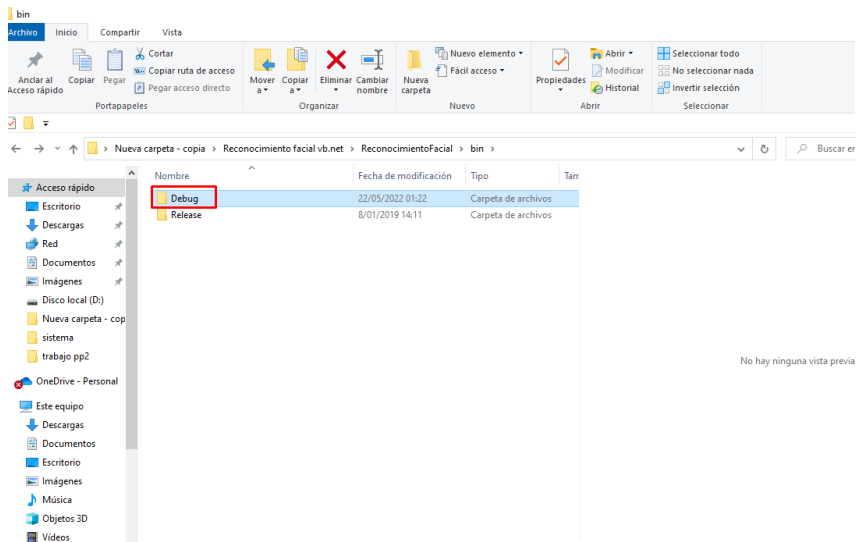 bin
Archivo Inicio Compartir Vista
Anclar al Acceso rápido
Copiar
Pegar
Cortar
Copiar ruta de acceso
Pegar acceso directo
Portapapeles
Mover a
Copiar a
Eliminar
Cambiar nombre
Organizar
Nueva carpeta
Nuevo elemento
Fácil acceso
Nuevo
Propiedades
Abrir
Modificar
Historial
Abrir
Seleccionar todo
No seleccionar nada
Invertir selección
Seleccionar
Nueva carpeta - copia > Reconocimiento facial vb.net > ReconocimientoFacial > bin >
Buscar en
Nombre Fecha de modificación Tipo Tam
Debug 22/05/2022 01:22 Carpeta de archivos
Release 8/01/2019 14:11 Carpeta de archivos
Acceso rápido
Escritorio
Descargas
Red
Documentos
Imágenes
Disco local (D:)
Nueva carpeta - cop
sistema
trabajo pp2
OneDrive - Personal
Este equipo
Descargas
Documentos
Escritorio
Imágenes
Música
Objetos 3D
Vídeos
No hay ninguna vista previa